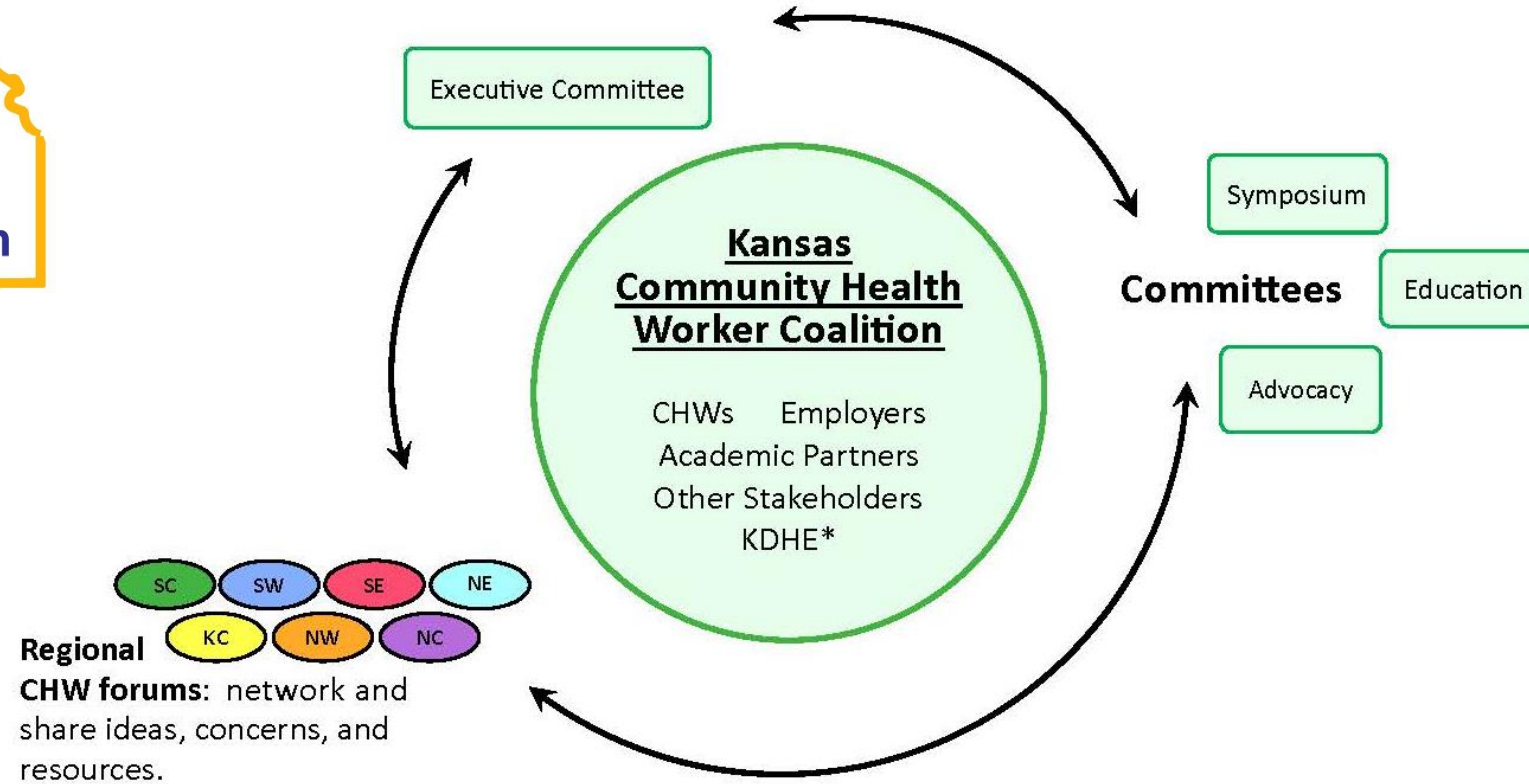 Executive Committee
Kansas
Community Health
Worker Coalition
CHWs Employers
Academic Partners
Other Stakeholders
KDHE*
Symposium
Committees
Education
Advocacy
SC SW SE NE
KC NW NC
Regional
CHW forums: network and
share ideas, concerns, and
resources.